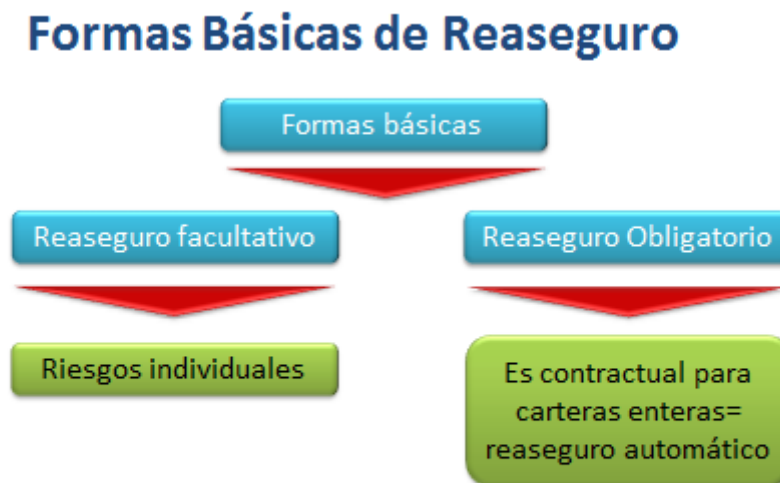 Formas Básicas de Reaseguro
Formas básicas
Reaseguro facultativo
Reaseguro Obligatorio
Riesgos individuales
Es contractual para
carteras enteras=
reaseguro automático